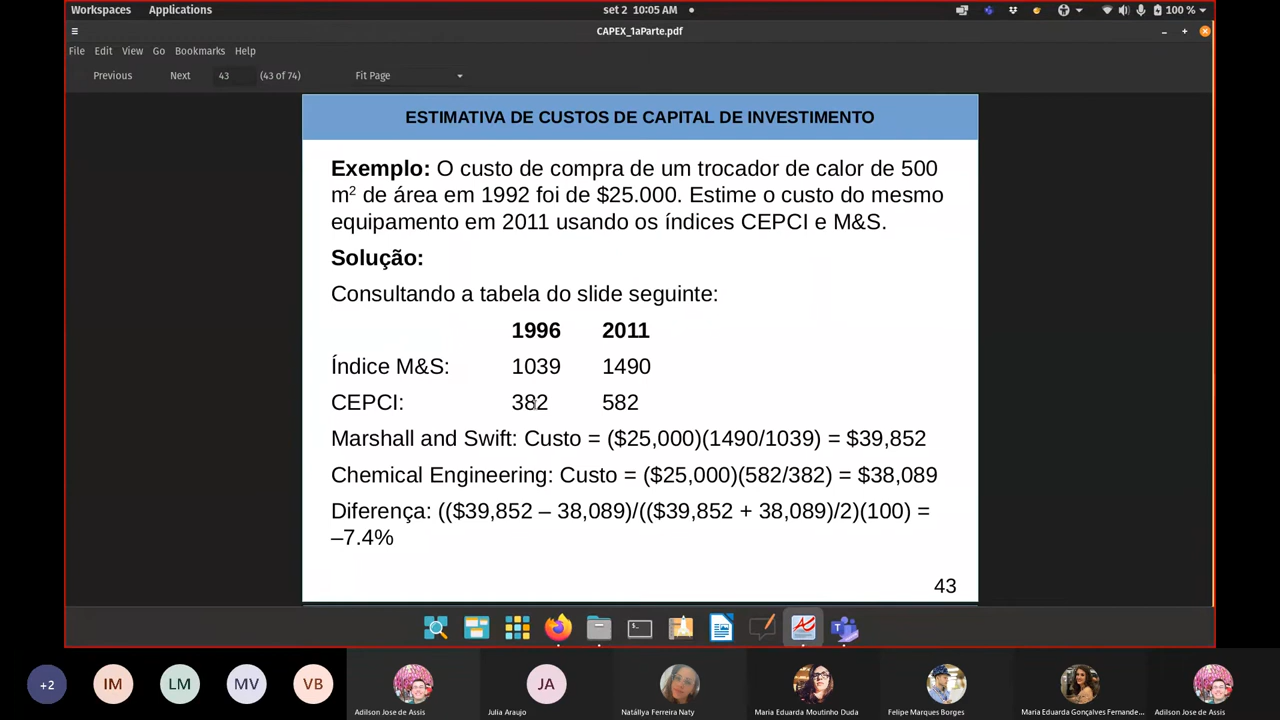 Workspaces Applications set 2 10:05 AM 100 %
CAPEX_1aParte.pdf
File Edit View Go Bookmarks Help
Previous Next 43 (43 of 74) Fit Page
ESTIMATIVA DE CUSTOS DE CAPITAL DE INVESTIMENTO
Exemplo: O custo de compra de um trocador de calor de 500
m² de área em 1992 foi de $25.000. Estime o custo do mesmo
equipamento em 2011 usando os índices CEPCI e M&S.
Solução:
Consultando a tabela do slide seguinte:
1996 2011
Índice M&S: 1039 1490
CEPCI: 382 582
Marshall and Swift: Custo = ($25,000)(1490/1039) = $39,852
Chemical Engineering: Custo = ($25,000)(582/382) = $38,089
Diferença: (($39,852 – 38,089)/(($39,852 + 38,089)/2)(100) =
–7.4%
43
+2 IM LM MV VB JA
Adilson Jose de Assis Julia Araujo Natállya Ferreira Naty Maria Eduarda Moutinho Duda Felipe Marques Borges Maria Eduarda Gonçalves Fernande... Adilson Jose de Assis